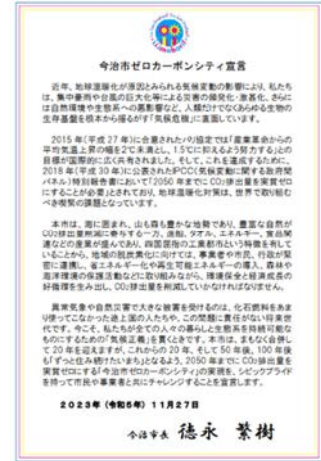 今治市ゼロカーボンシティ宣言
近年、地球温暖化が原因とみられる気候変動の影響により、私たち
は、集中豪雨や台風の巨大化等による災害の頻発化・激甚化、さらに
は自然環境や生態系への悪影響など、人類だけでなくあらゆる生物の
生存基盤を根本から揺るがす「気候危機」に直面しています。
2015年(平成27年)に合意されたパリ協定では「産業革命からの
平均気温上昇の幅を2℃未満とし、1.5℃に抑えるよう努力する」との
目標が国際的に広く共有されました。そして、これを達成するために、
2018年(平成30年)に公表されたIPCC(気候変動に関する政府間
パネル)特別報告書において「2050年までにCO2排出量を実質ゼロ
にすることが必要」とされており、地球温暖化対策は、世界で取り組む
べき喫緊の課題となっています。
本市は、海に囲まれ、山も森も豊かな地勢であり、豊富な自然が
CO2排出量削減に寄与する一方、造船、タオル、エネルギー、食品関
連などの産業が盛んであり、四国屈指の工業都市という特徴を有して
いることから、地域の脱炭素化に向けては、事業者や市民、行政が緊
密に連携し、省エネルギー化や再生可能エネルギーの導入、森林や
海洋環境の保護活動などに取り組みながら、環境保全と経済成長の
好循環を生み出し、CO2排出量を削減していかなければなりません。
異常気象や自然災害で大きな被害を受けるのは、化石燃料をあま
り使ってこなかった途上国の人たちや、この問題に責任がない将来世
代です。今こそ、私たちが全ての人々の暮らしと生態系を持続可能な
ものにするための「気候正義」を貫くときです。本市は、まもなく合併し
て20年を迎えますが、これからの20年、そして50年後、100年後
も「ずっと住み続けたいまち」となるよう、2050年までにCO2排出量を
実質ゼロにする「今治市ゼロカーボンシティ」の実現を、シビックプライド
を持って市民や事業者と共にチャレンジすることを宣言します。
2023年(令和5年)11月27日
今治市長 徳永 繁樹